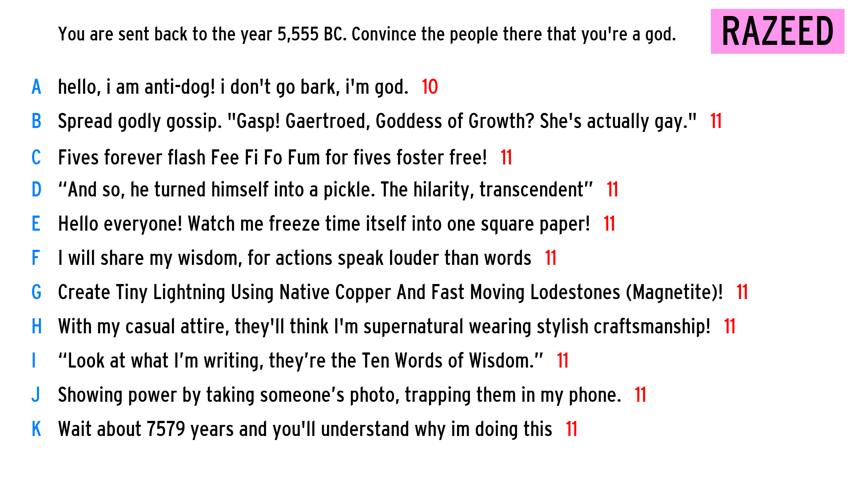 You are sent back to the year 5,555 BC. Convince the people there that you're a god.
RAZEED
A hello, i am anti-dog! i don't go bark, i'm god. 10
B Spread godly gossip. "Gasp! Gaertroed, Goddess of Growth? She's actually gay." 11
C Fives forever flash Fee Fi Fo Fum for fives foster free! 11
D “And so, he turned himself into a pickle. The hilarity, transcendent” 11
E Hello everyone! Watch me freeze time itself into one square paper! 11
F I will share my wisdom, for actions speak louder than words 11
G Create Tiny Lightning Using Native Copper And Fast Moving Lodestones (Magnetite)! 11
H With my casual attire, they'll think I'm supernatural wearing stylish craftsmanship! 11
I “Look at what I’m writing, they’re the Ten Words of Wisdom.” 11
J Showing power by taking someone’s photo, trapping them in my phone. 11
K Wait about 7579 years and you'll understand why im doing this 11